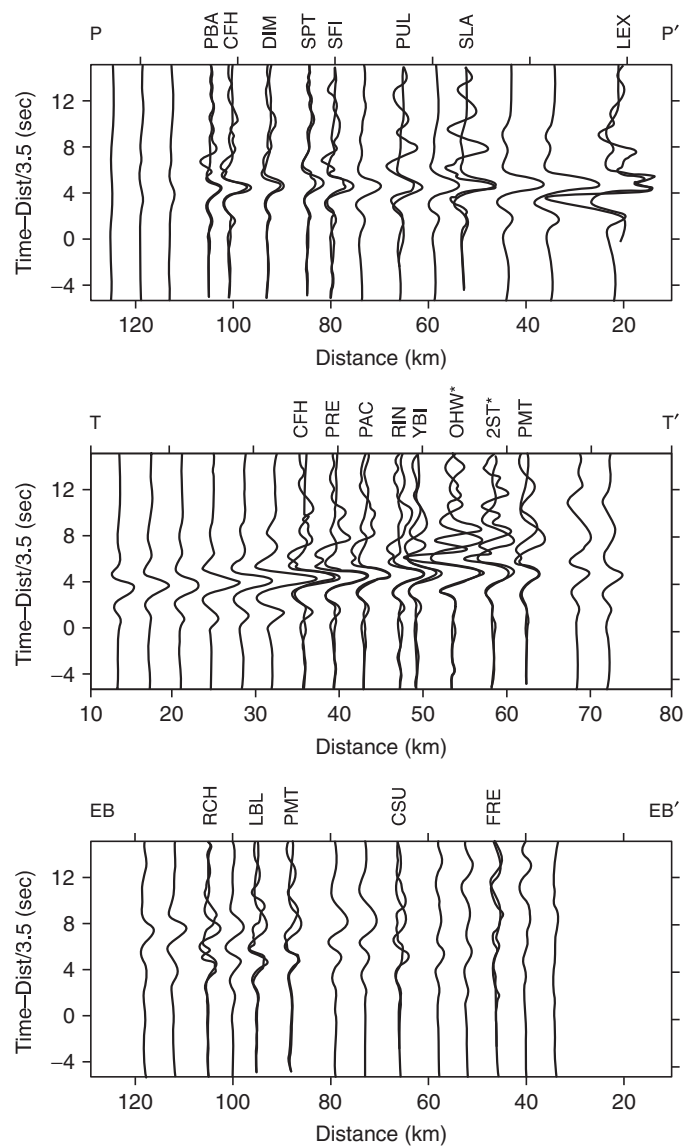 P PBA CFH DIM SPT SFI PUL SLA LEX P′
12
8
4
0
−4
Time–Dist/3.5 (sec)
120 100 80 60 40 20
Distance (km)
T CFH PRE PAC RIN YBI OHW* 2ST* PMT T′
12
8
4
0
−4
Time–Dist/3.5 (sec)
10 20 30 40 50 60 70 80
Distance (km)
EB RCH LBL PMT CSU FRE EB′
12
8
4
0
−4
Time–Dist/3.5 (sec)
120 100 80 60 40 20
Distance (km)